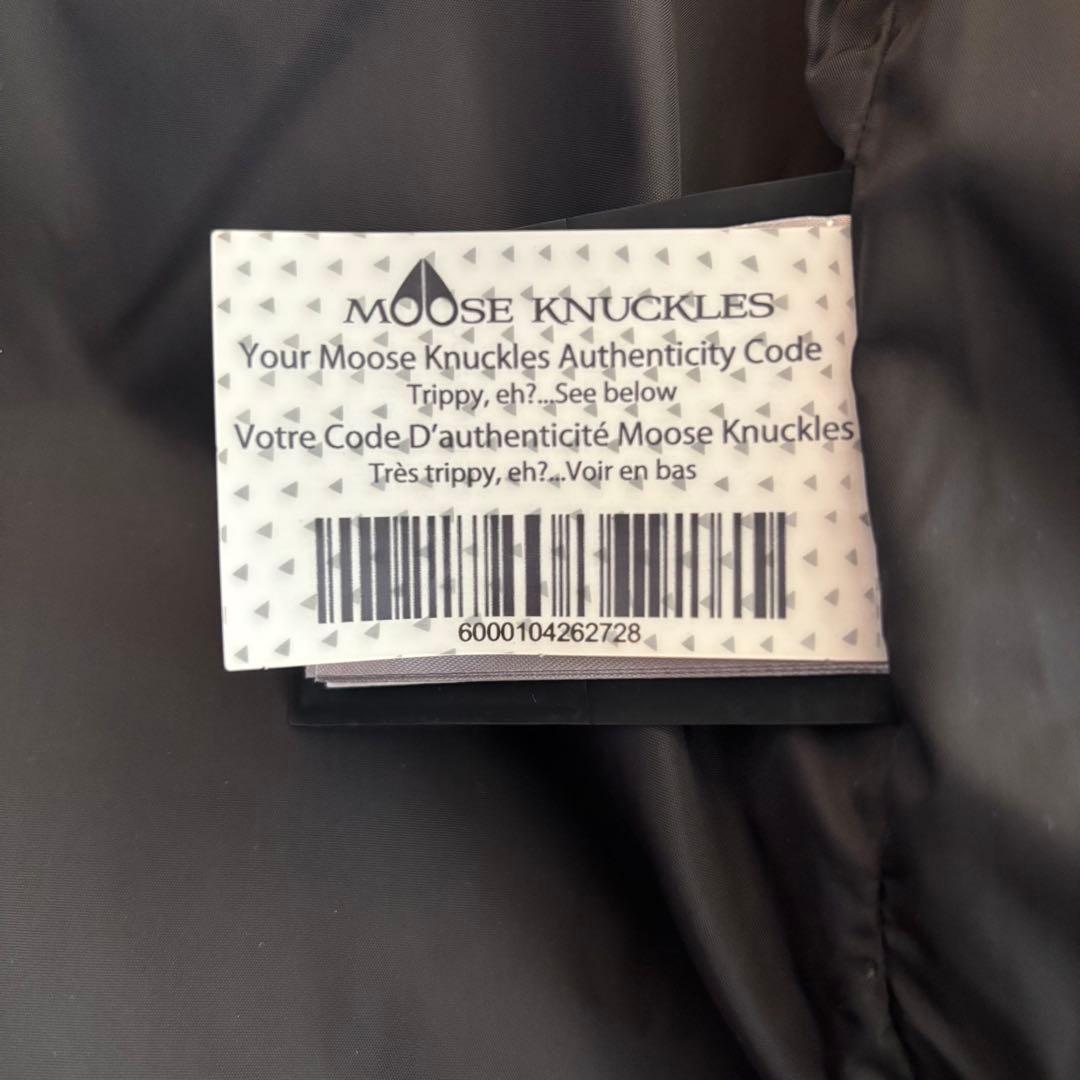 MOOSE KNUCKLES
Your Moose Knuckles Authenticity Code
Trippy, eh?...See below
Votre Code D'authenticité Moose Knuckles
Très trippy, eh?...Voir en bas
6000104262728